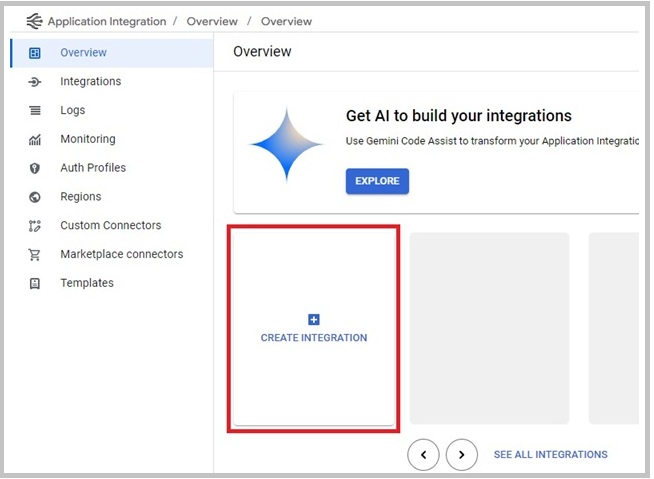 Application Integration / Overview / Overview
Overview
Integrations
Logs
Monitoring
Auth Profiles
Regions
Custom Connectors
Marketplace connectors
Templates
Overview
Get AI to build your integrations
Use Gemini Code Assist to transform your Application
EXPLORE
CREATE INTEGRATION
SEE ALL INTEGRATIONS